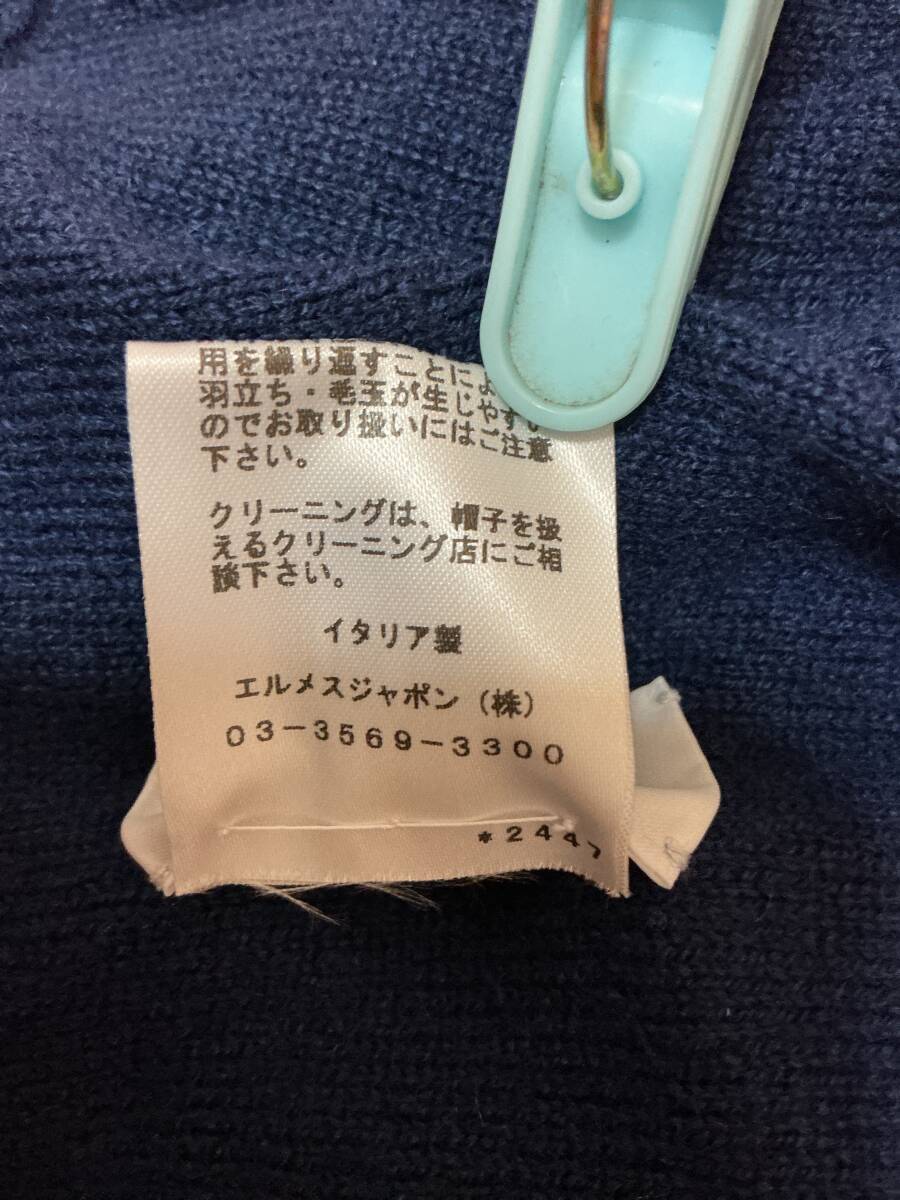 用を繰り返すことによ
羽立ち・毛玉が生じやすい
のでお取り扱いにはご注意
下さい。
クリーニングは、帽子を扱
えるクリーニング店にご相
談下さい。
イタリア製
エルメスジャポン(株)
03-3569-3300
*2447